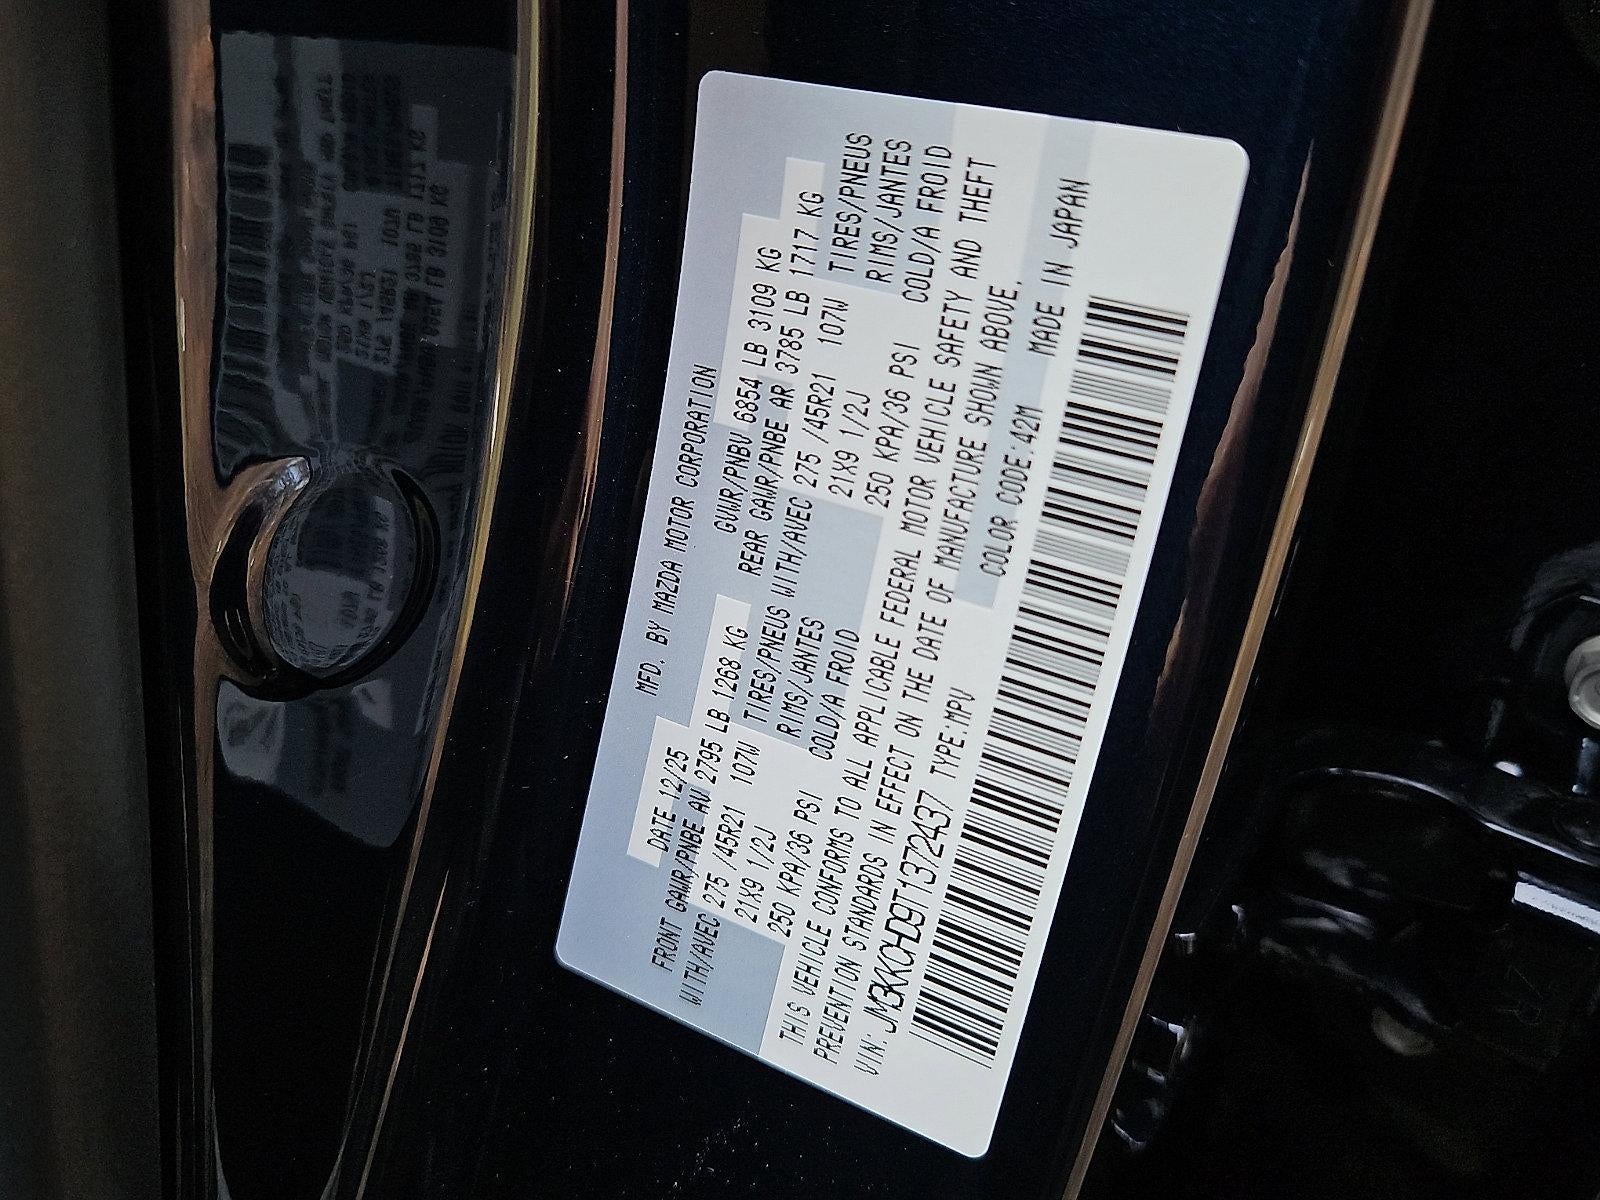 MFD. BY MAZDA MOTOR CORPORATION
DATE 12/25 GVWR/PNBV 6854 LB 3109 KG
FRONT GAWR/PNBE AV 2795 LB 1268 KG REAR GAWR/PNBE AR 3785 LB 1717 KG
WITH/AVEC 275 /45R21 107W TIRES/PNEUS WITH/AVEC 275 /45R21 107W TIRES/PNEUS
21X9 1/2J RIMS/JANTES 21X9 1/2J RIMS/JANTES
250 KPA/36 PSI COLD/A FROID 250 KPA/36 PSI COLD/A FROID
THIS VEHICLE CONFORMS TO ALL APPLICABLE FEDERAL MOTOR VEHICLE SAFETY AND THEFT
PREVENTION STANDARDS IN EFFECT ON THE DATE OF MANUFACTURE SHOWN ABOVE.
VIN: JM3KKCHD9T1372437 TYPE:MPV COLOR CODE:42M MADE IN JAPAN